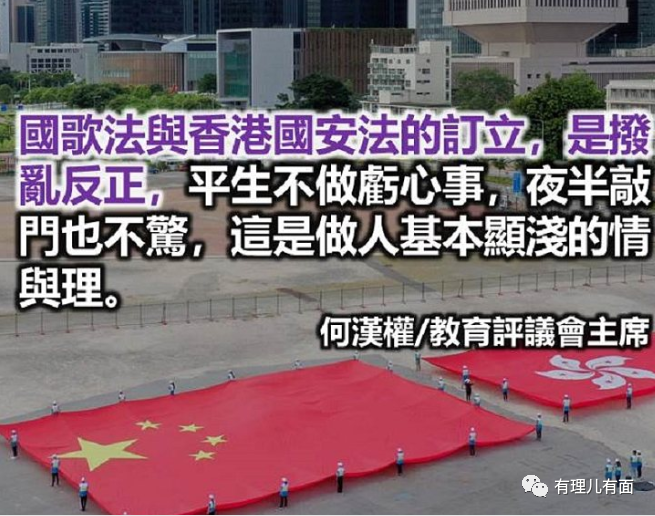 國歌法與香港國安法的訂立，是撥
亂反正，平生不做虧心事，夜半敲
門也不驚，這是做人基本顯淺的情
與理。
何漢權/教育評議會主席
有理儿有面